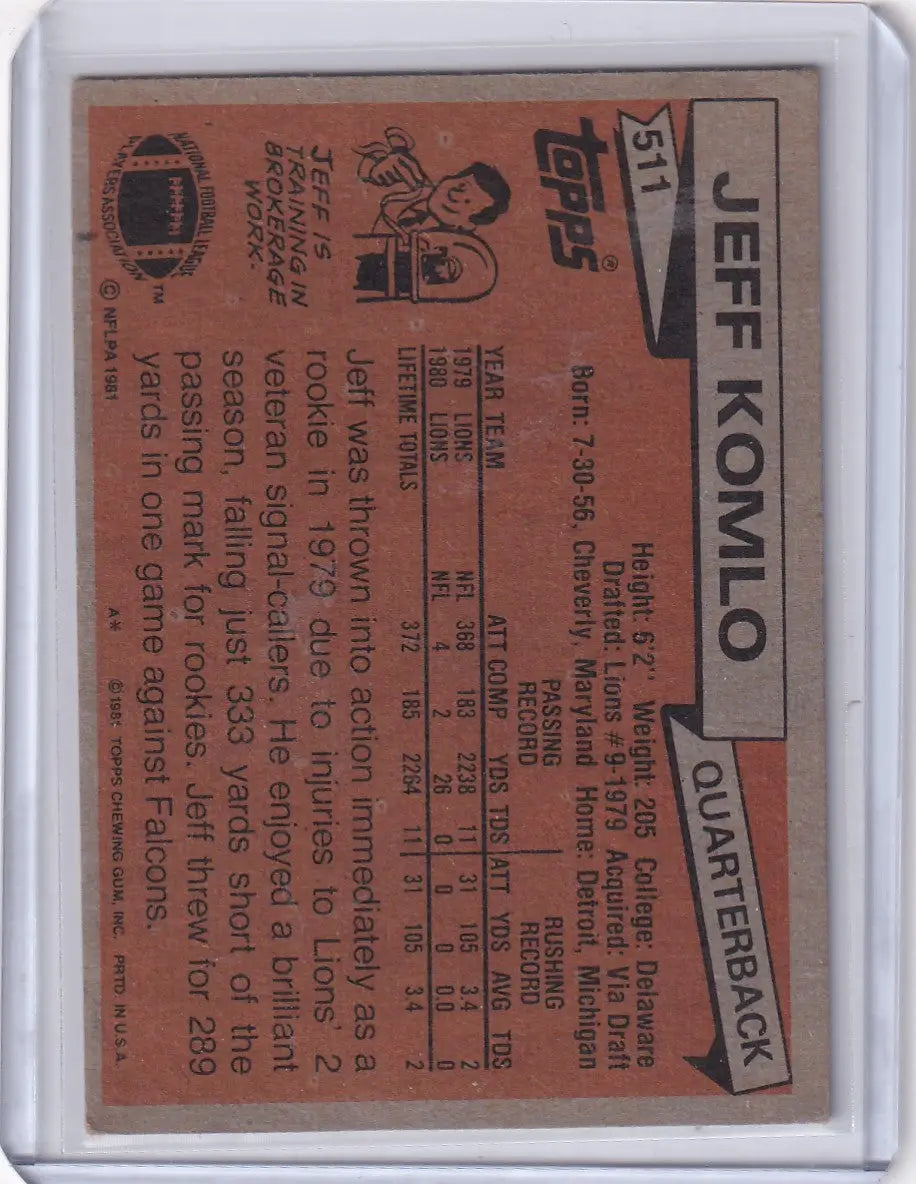 511
JEFF KOMLO
QUARTERBACK
topps®
Height: 6'2" Weight: 205 College: Delaware
Drafted: Lions #9-1979 Acquired: Via Draft
Born: 7-30-56, Cheverly, Maryland Home: Detroit, Michigan
PASSING RECORD RUSHING RECORD
YEAR TEAM ATT COMP YDS TDS ATT YDS AVG TDS
1979 LIONS NFL 368 183 2238 11 31 105 3.4 2
1980 LIONS NFL 4 2 26 0 0 0 0.0 0
LIFETIME TOTALS 372 185 2264 11 31 105 3.4 2
JEFF IS
TRAINING IN
BROKERAGE
WORK.
Jeff was thrown into action immediately as a
rookie in 1979 due to injuries to Lions' 2
veteran signal-callers. He enjoyed a brilliant
season, falling just 333 yards short of the
passing mark for rookies. Jeff threw for 289
yards in one game against Falcons.
NATIONAL FOOTBALL LEAGUE
PLAYERS ASSOCIATION
TM
© NFLPA 1981 A** © 1981 TOPPS CHEWING GUM, INC. PRTD. IN U.S.A.